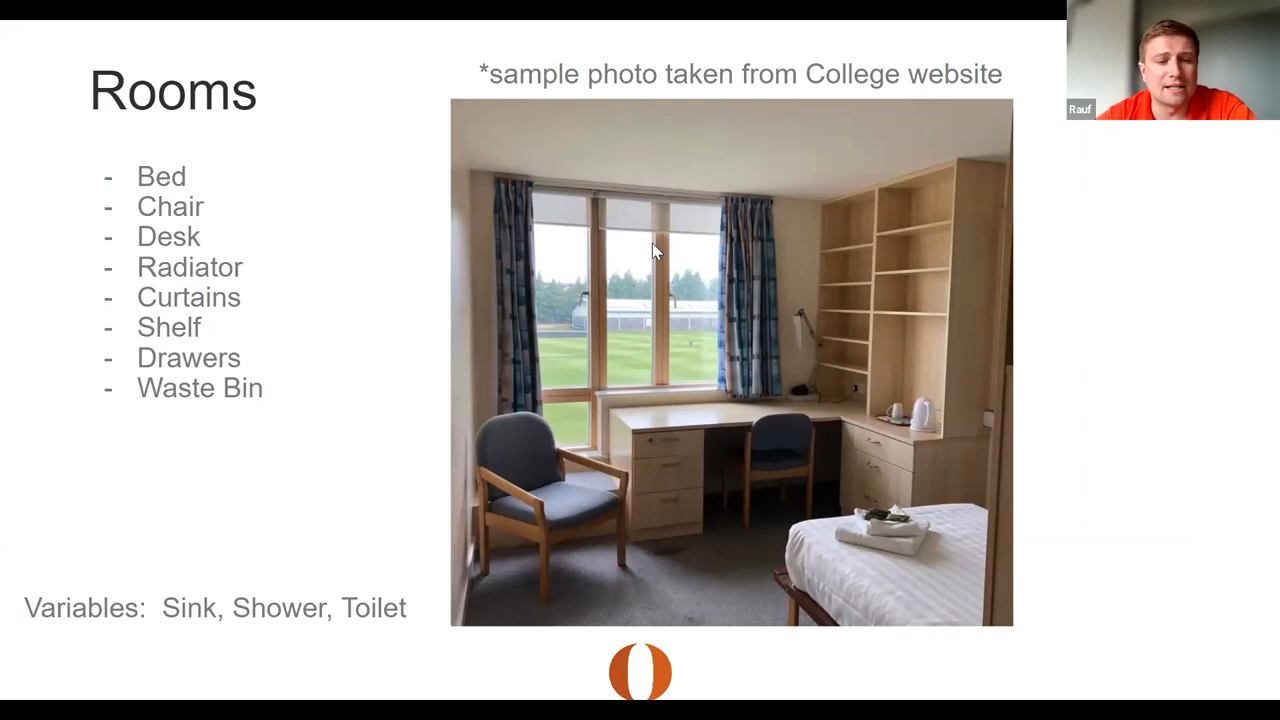 Rooms
*sample photo taken from College website
Rauf
- Bed
- Chair
- Desk
- Radiator
- Curtains
- Shelf
- Drawers
- Waste Bin
Variables: Sink, Shower, Toilet